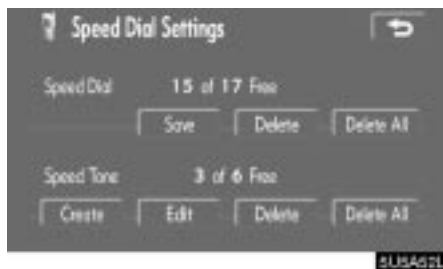 Speed Dial Settings
Speed Dial 15 of 17 Free
Save Delete Delete All
Speed Tone 3 of 6 Free
Create Edit Delete Delete All